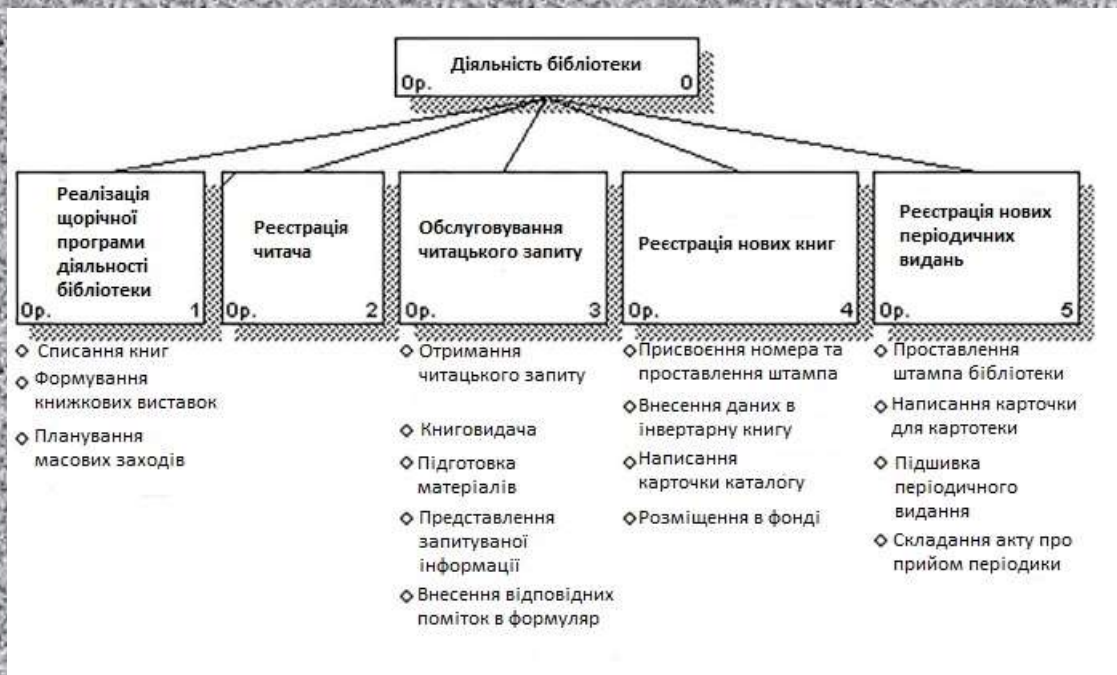 Діяльність бібліотеки
0р. 0
Реалізація
щорічної
програми
діяльності
бібліотеки
0р. 1
Реєстрація
читача
0р. 2
Обслуговування
читацького запиту
0р. 3
Реєстрація нових книг
0р. 4
Реєстрація нових
періодичних
видань
0р. 5
Списання книг
Формування
книжкових виставок
Планування
масових заходів
Отримання
читацького запиту
Книговидача
Підготовка
матеріалів
Представлення
запитуваної
інформації
Внесення відповідних
поміток в формуляр
Присвоєння номера та
проставлення штампа
Внесення даних в
інвертарну книгу
Написання
карточки каталогу
Розміщення в фонді
Проставлення
штампа бібліотеки
Написання карточки
для картотеки
Підшивка
періодичного
видання
Складання акту про
прийом періодики